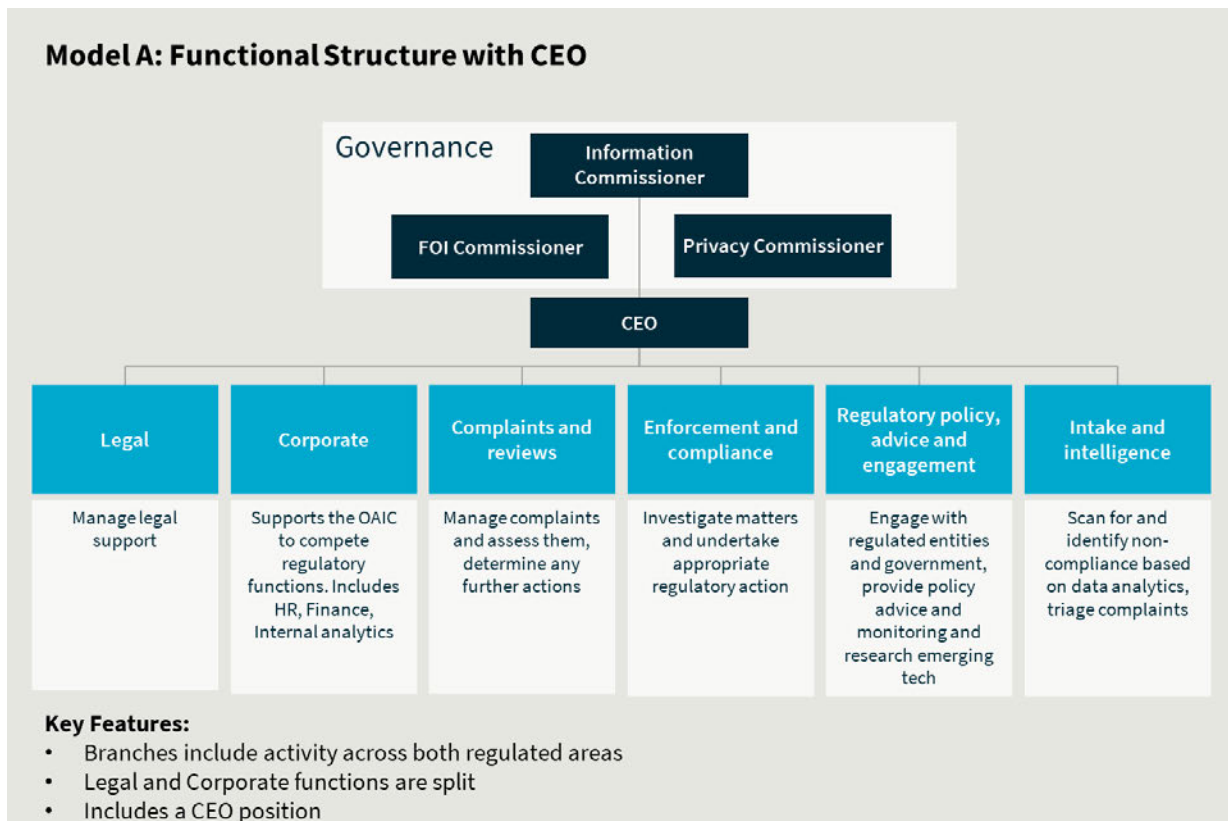 Model A: Functional Structure with CEO
Governance
Information
Commissioner
FOI Commissioner
Privacy Commissioner
CEO
Legal
Manage legal
support
Corporate
Supports the OAIC
to compete
regulatory
functions. Includes
HR, Finance,
Internal analytics
Complaints and
reviews
Manage complaints
and assess them,
determine any
further actions
Enforcement and
compliance
Investigate matters
and undertake
appropriate
regulatory action
Regulatory policy,
advice and
engagement
Engage with
regulated entities
and government,
provide policy
advice and
monitoring and
research emerging
tech
Intake and
intelligence
Scan for and
identify non-
compliance based
on data analytics,
triage complaints
Key Features:
• Branches include activity across both regulated areas
• Legal and Corporate functions are split
• Includes a CEO position